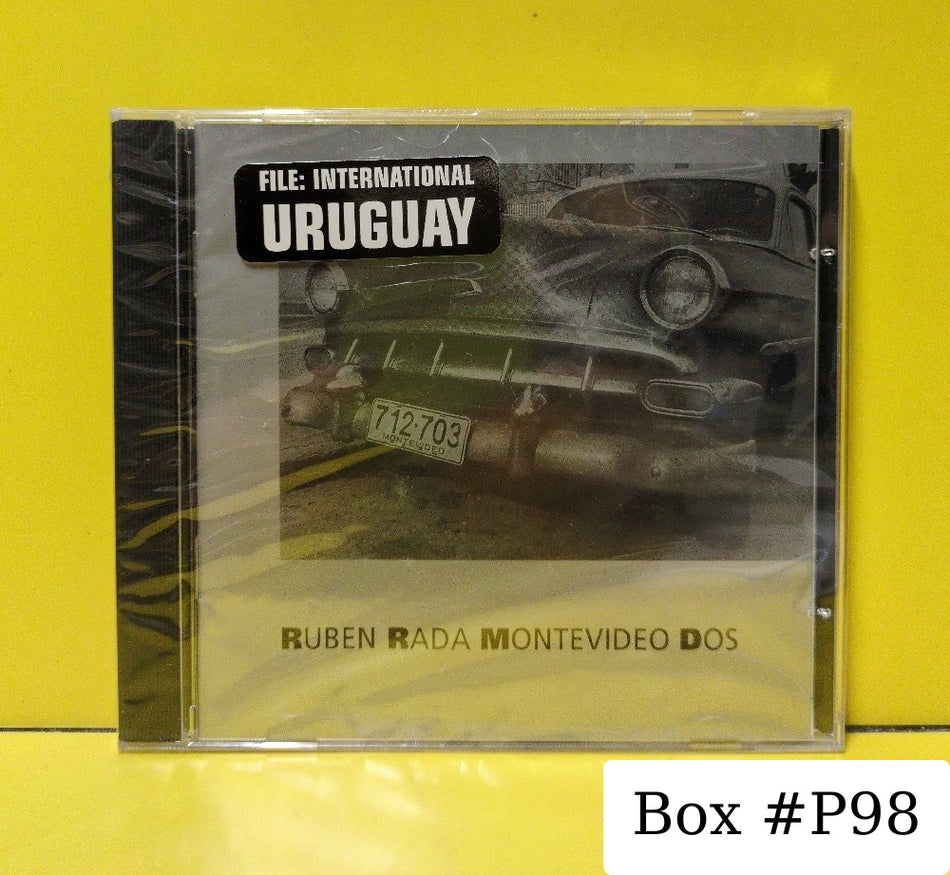 FILE: INTERNATIONAL
URUGUAY
712·703
MONTEVIDEO
RUBEN RADA MONTEVIDEO DOS
Box #P98